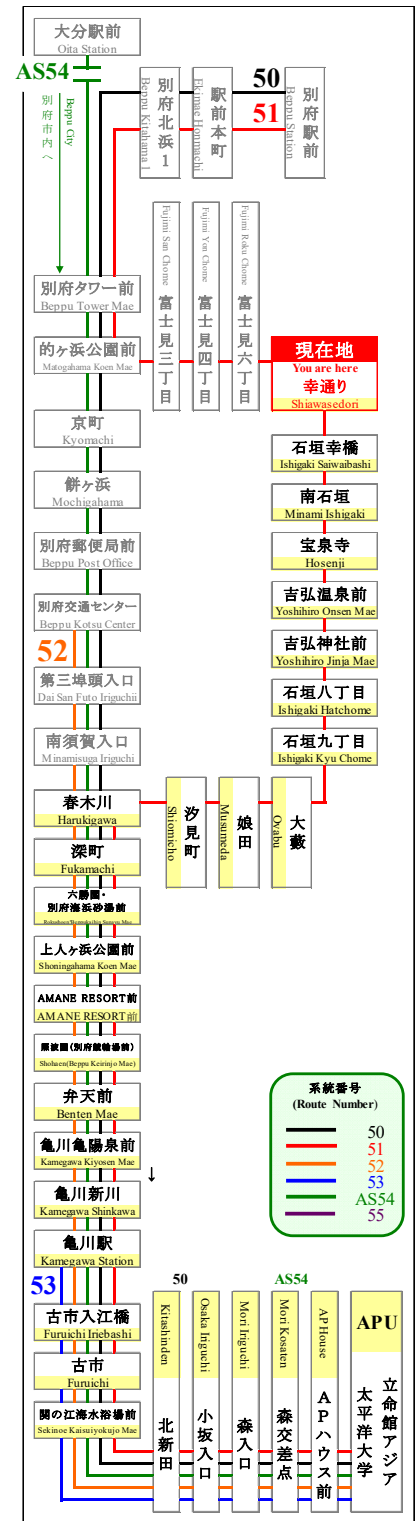 大分駅前
Oita Station
AS54
Beppu City
別府市内へ
別府北浜1
Beppu Kitahama 1
駅前本町
Ekimae Honmachi
50
51
別府駅前
Beppu Station
別府タワー前
Beppu Tower Mae
的ヶ浜公園前
Matogahama Koen Mae
Fujimi San Chome
富士見三丁目
Fujimi Yon Chome
富士見四丁目
Fujimi Roku Chome
富士見六丁目
現在地
You are here
幸通り
Shiawasedori
京町
Kyomachi
餅ヶ浜
Mochigahama
別府郵便局前
Beppu Post Office
別府交通センター
Beppu Kotsu Center
52
第三埠頭入口
Dai San Futo Iriguchii
南須賀入口
Minamisuga Iriguchi
石垣幸橋
Ishigaki Saiwaibashi
南石垣
Minami Ishigaki
宝泉寺
Hosenji
吉弘温泉前
Yoshihiro Onsen Mae
吉弘神社前
Yoshihiro Jinja Mae
石垣八丁目
Ishigaki Hatchome
石垣九丁目
Ishigaki Kyu Chome
春木川
Harukigawa
汐見町
Shiomicho
娘田
Musumeda
大藪
Oyabu
深町
Fukamachi
六勝園・
別府海浜砂湯前
上人ヶ浜公園前
Shoningahama Koen Mae
AMANE RESORT前
AMANE RESORT前
照波園(別府競輪場前)
Shohaen(Beppu Keirinjo Mae)
弁天前
Benten Mae
亀川亀陽泉前
Kamegawa Kiyosen Mae
↓
亀川新川
Kamegawa Shinkawa
亀川駅
Kamegawa Station
系統番号
(Route Number)
50
51
52
53
AS54
55
53
古市入江橋
Furuichi Iriebashi
古市
Furuichi
関の江海水浴場前
Sekinoe Kaisuiyokujo Mae
50
AS54
Kitashinden
北新田
Osaka Iriguchi
小坂入口
Mori Iriguchi
森入口
Mori Kosaten
森交差点
AP House
APハウス前
APU
立命館アジア
太平洋大学